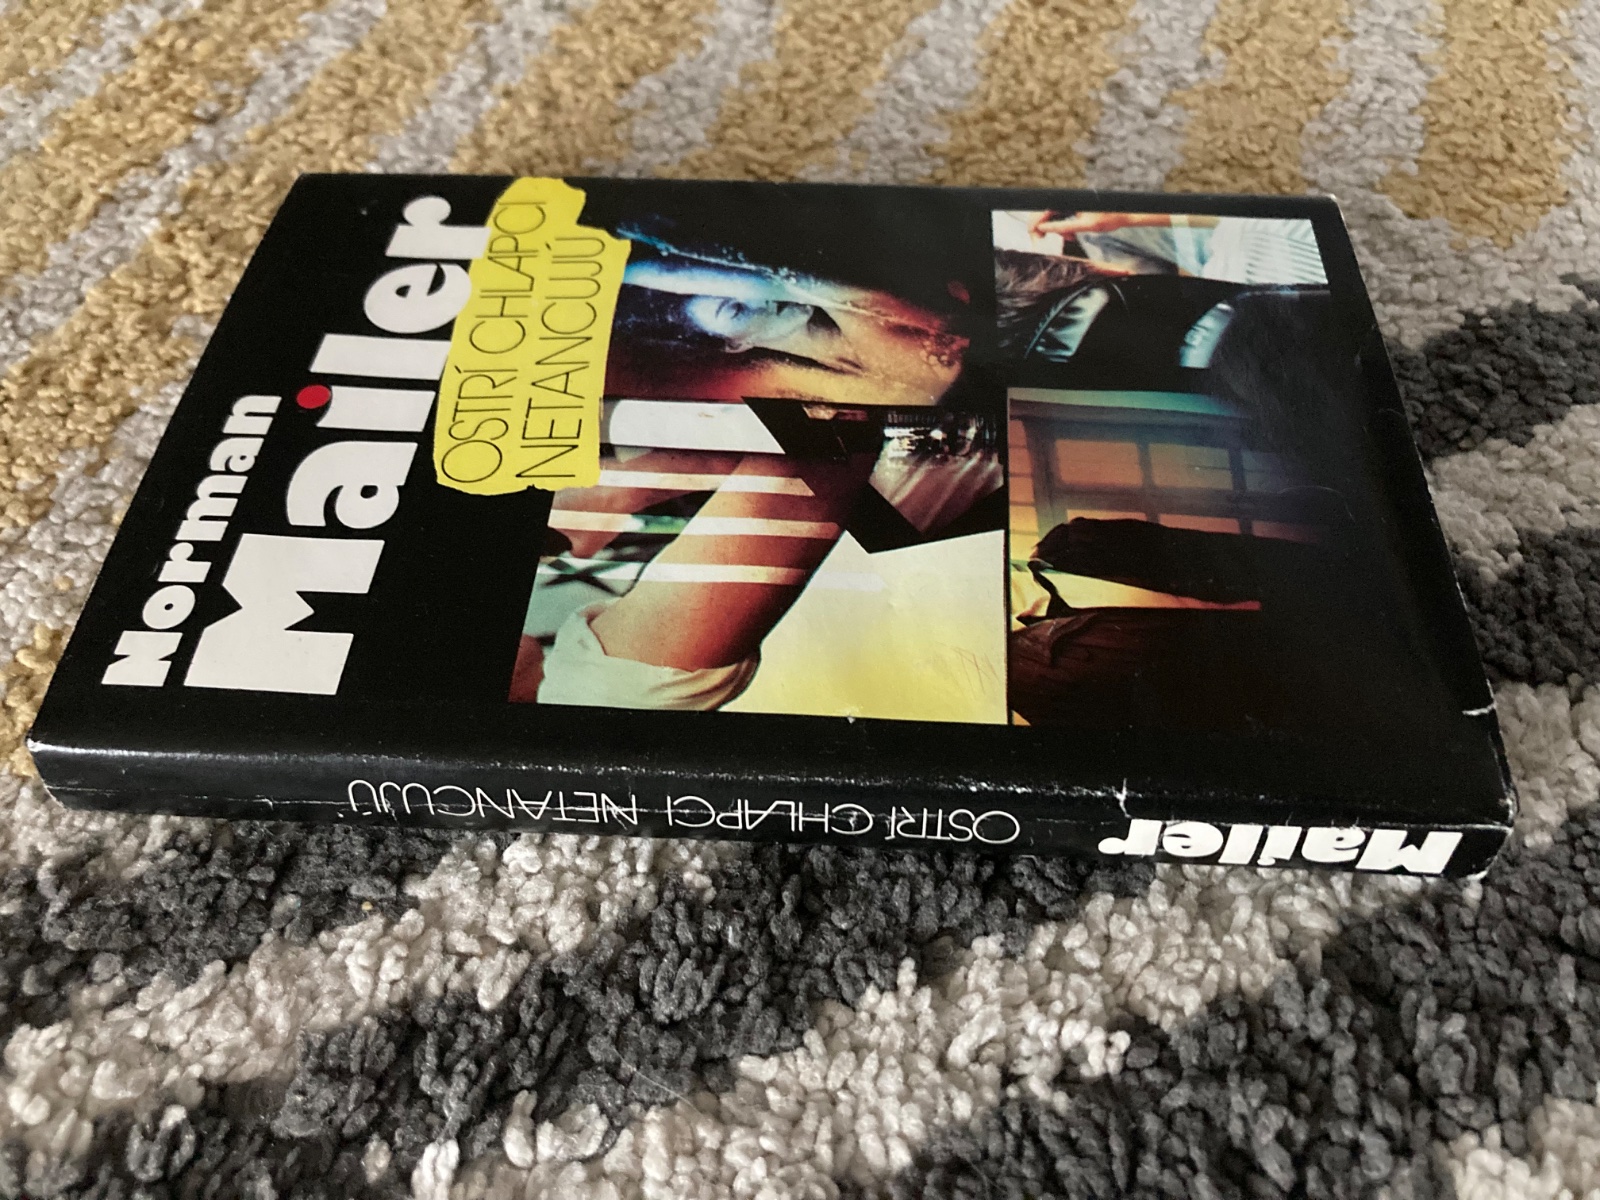 Norman
Mailer
OSTRÍ CHLAPCI
NETANCUJÚ
Mailer OSTRÍ CHLAPCI NETANCUJÚ